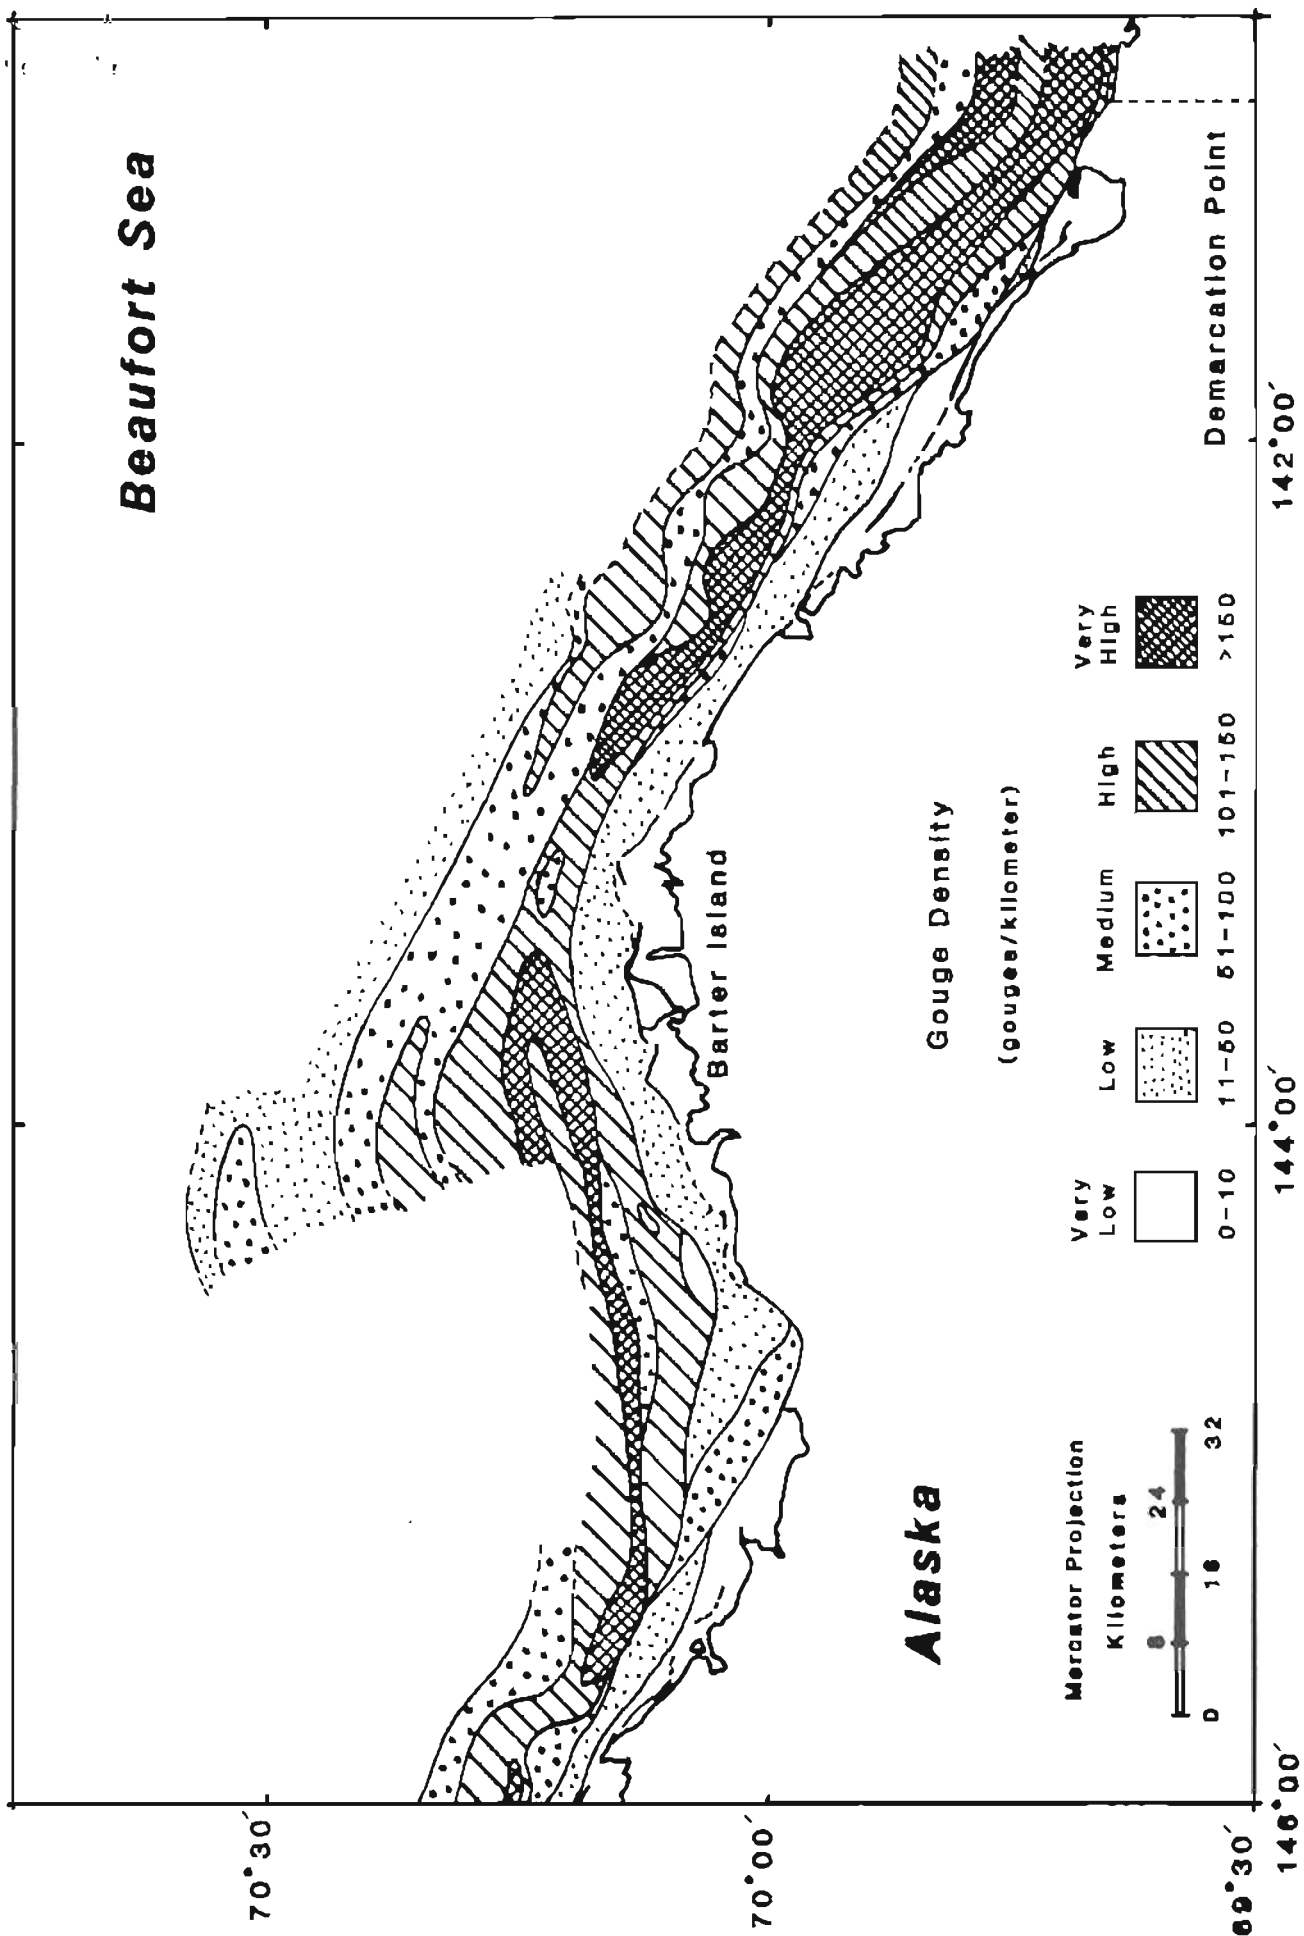 Beaufort Sea
70°30′
70°00′
69°30′
146°00′
144°00′
142°00′
Alaska
Barter Island
Demarcation Point
Mercator Projection
Kilometers
0 8 16 24 32
Gouge Density
(gouges/kilometer)
Very
Low
Low
Medium
High
Very
High
0-10
11-50
51-100
101-150
>150